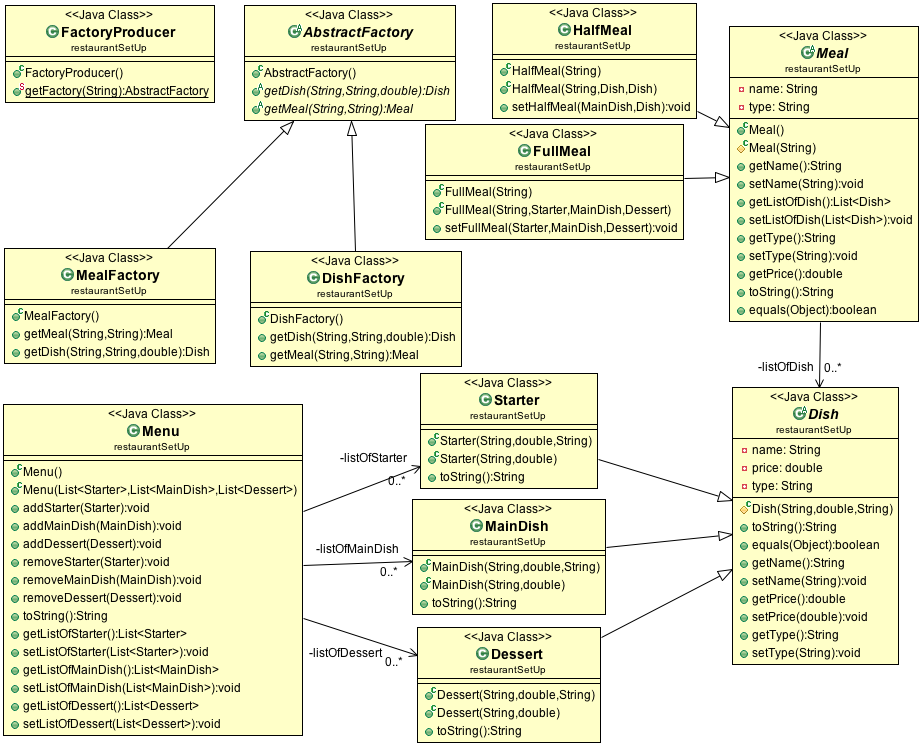 <<Java Class>>
FactoryProducer
restaurantSetUp
FactoryProducer()
getFactory(String):AbstractFactory
<<Java Class>>
AbstractFactory
restaurantSetUp
AbstractFactory()
getDish(String,String,double):Dish
getMeal(String,String):Meal
<<Java Class>>
HalfMeal
restaurantSetUp
HalfMeal(String)
HalfMeal(String,Dish,Dish)
setHalfMeal(MainDish,Dish):void
<<Java Class>>
Meal
restaurantSetUp
name: String
type: String
Meal()
Meal(String)
getName():String
setName(String):void
getListOfDish():List<Dish>
setListOfDish(List<Dish>):void
getType():String
setType(String):void
getPrice():double
toString():String
equals(Object):boolean
<<Java Class>>
FullMeal
restaurantSetUp
FullMeal(String)
FullMeal(String,Starter,MainDish,Dessert)
setFullMeal(Starter,MainDish,Dessert):void
<<Java Class>>
MealFactory
restaurantSetUp
MealFactory()
getMeal(String,String):Meal
getDish(String,String,double):Dish
<<Java Class>>
DishFactory
restaurantSetUp
DishFactory()
getDish(String,String,double):Dish
getMeal(String,String):Meal
-listOfDish
0..*
<<Java Class>>
Menu
restaurantSetUp
Menu()
Menu(List<Starter>,List<MainDish>,List<Dessert>)
addStarter(Starter):void
addMainDish(MainDish):void
addDessert(Dessert):void
removeStarter(Starter):void
removeMainDish(MainDish):void
removeDessert(Dessert):void
toString():String
getListOfStarter():List<Starter>
setListOfStarter(List<Starter>):void
getListOfMainDish():List<MainDish>
setListOfMainDish(List<MainDish>):void
getListOfDessert():List<Dessert>
setListOfDessert(List<Dessert>):void
-listOfStarter
0..*
-listOfMainDish
0..*
-listOfDessert
0..*
<<Java Class>>
Starter
restaurantSetUp
Starter(String,double,String)
Starter(String,double)
toString():String
<<Java Class>>
MainDish
restaurantSetUp
MainDish(String,double,String)
MainDish(String,double)
toString():String
<<Java Class>>
Dessert
restaurantSetUp
Dessert(String,double,String)
Dessert(String,double)
toString():String
<<Java Class>>
Dish
restaurantSetUp
name: String
price: double
type: String
Dish(String,double,String)
toString():String
equals(Object):boolean
getName():String
setName(String):void
getPrice():double
setPrice(double):void
getType():String
setType(String):void